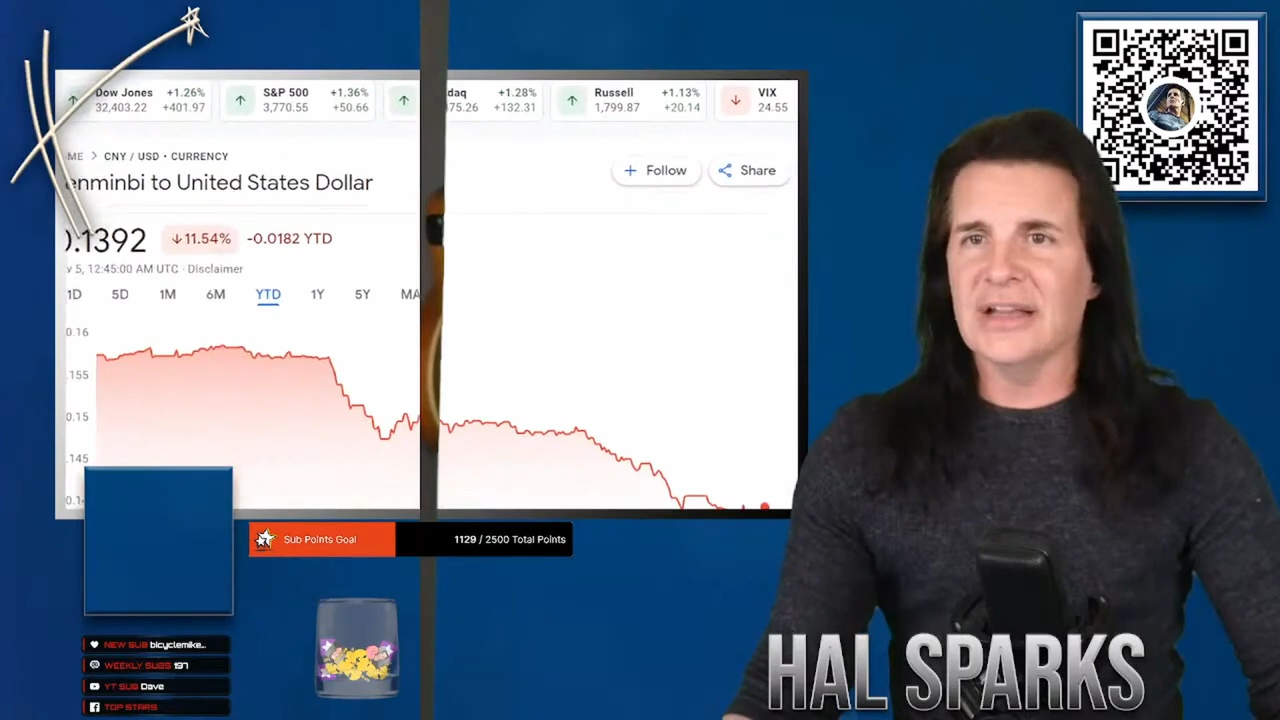 Dow Jones +1.26% S&P 500 +1.36% daq +1.28% Russell +1.13% VIX
32,403.22 +401.97 3,770.55 +50.66 75.26 +132.31 1,799.87 +20.14 24.55
ME > CNY / USD • CURRENCY
enminbi to United States Dollar
+ Follow
Share
0.1392 ↓11.54% -0.0182 YTD
v 5, 12:45:00 AM UTC · Disclaimer
1D 5D 1M 6M YTD 1Y 5Y MA
0.16
.155
0.15
.145
0.1
Sub Points Goal 1129 / 2500 Total Points
NEW SUB bicyclemike...
WEEKLY SUBS 197
YT SUB Dave
TOP STARS
HAL SPARKS